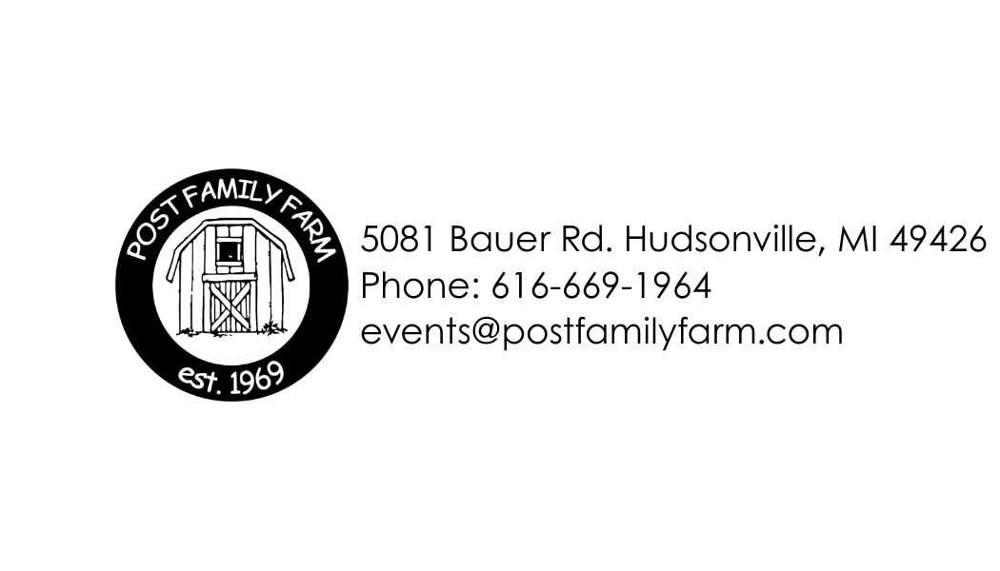 POST FAMILY FARM
est. 1969
5081 Bauer Rd. Hudsonville, MI 49426
Phone: 616-669-1964
events@postfamilyfarm.com